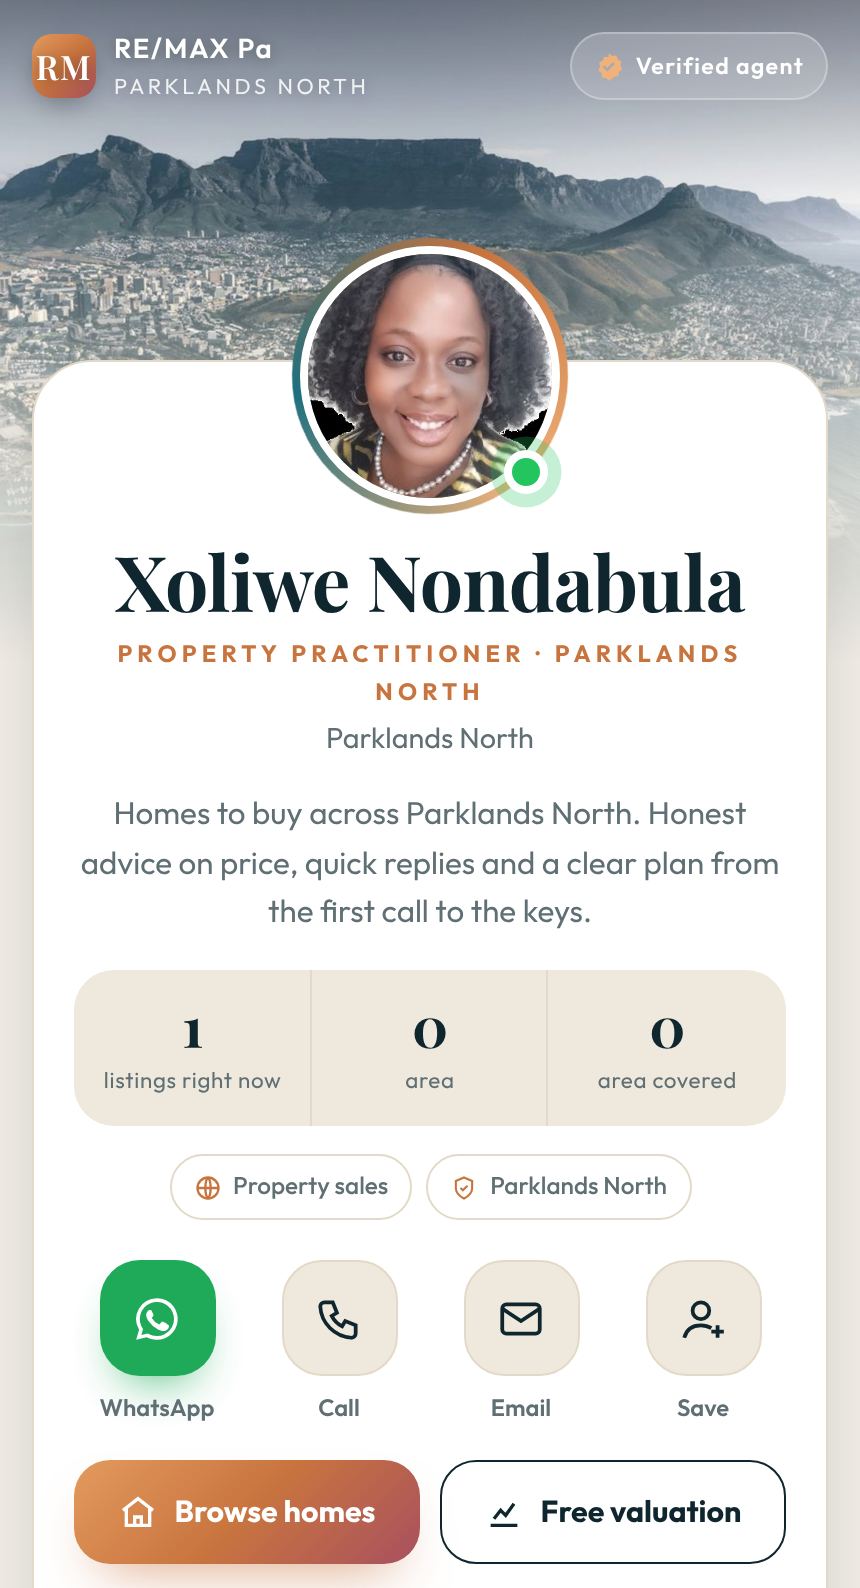 RM
RE/MAX Pa
PARKLANDS NORTH
Verified agent
Xoliwe Nondabula
PROPERTY PRACTITIONER · PARKLANDS
NORTH
Parklands North
Homes to buy across Parklands North. Honest
advice on price, quick replies and a clear plan from
the first call to the keys.
1
listings right now
0
area
0
area covered
Property sales
Parklands North
WhatsApp
Call
Email
Save
Browse homes
Free valuation